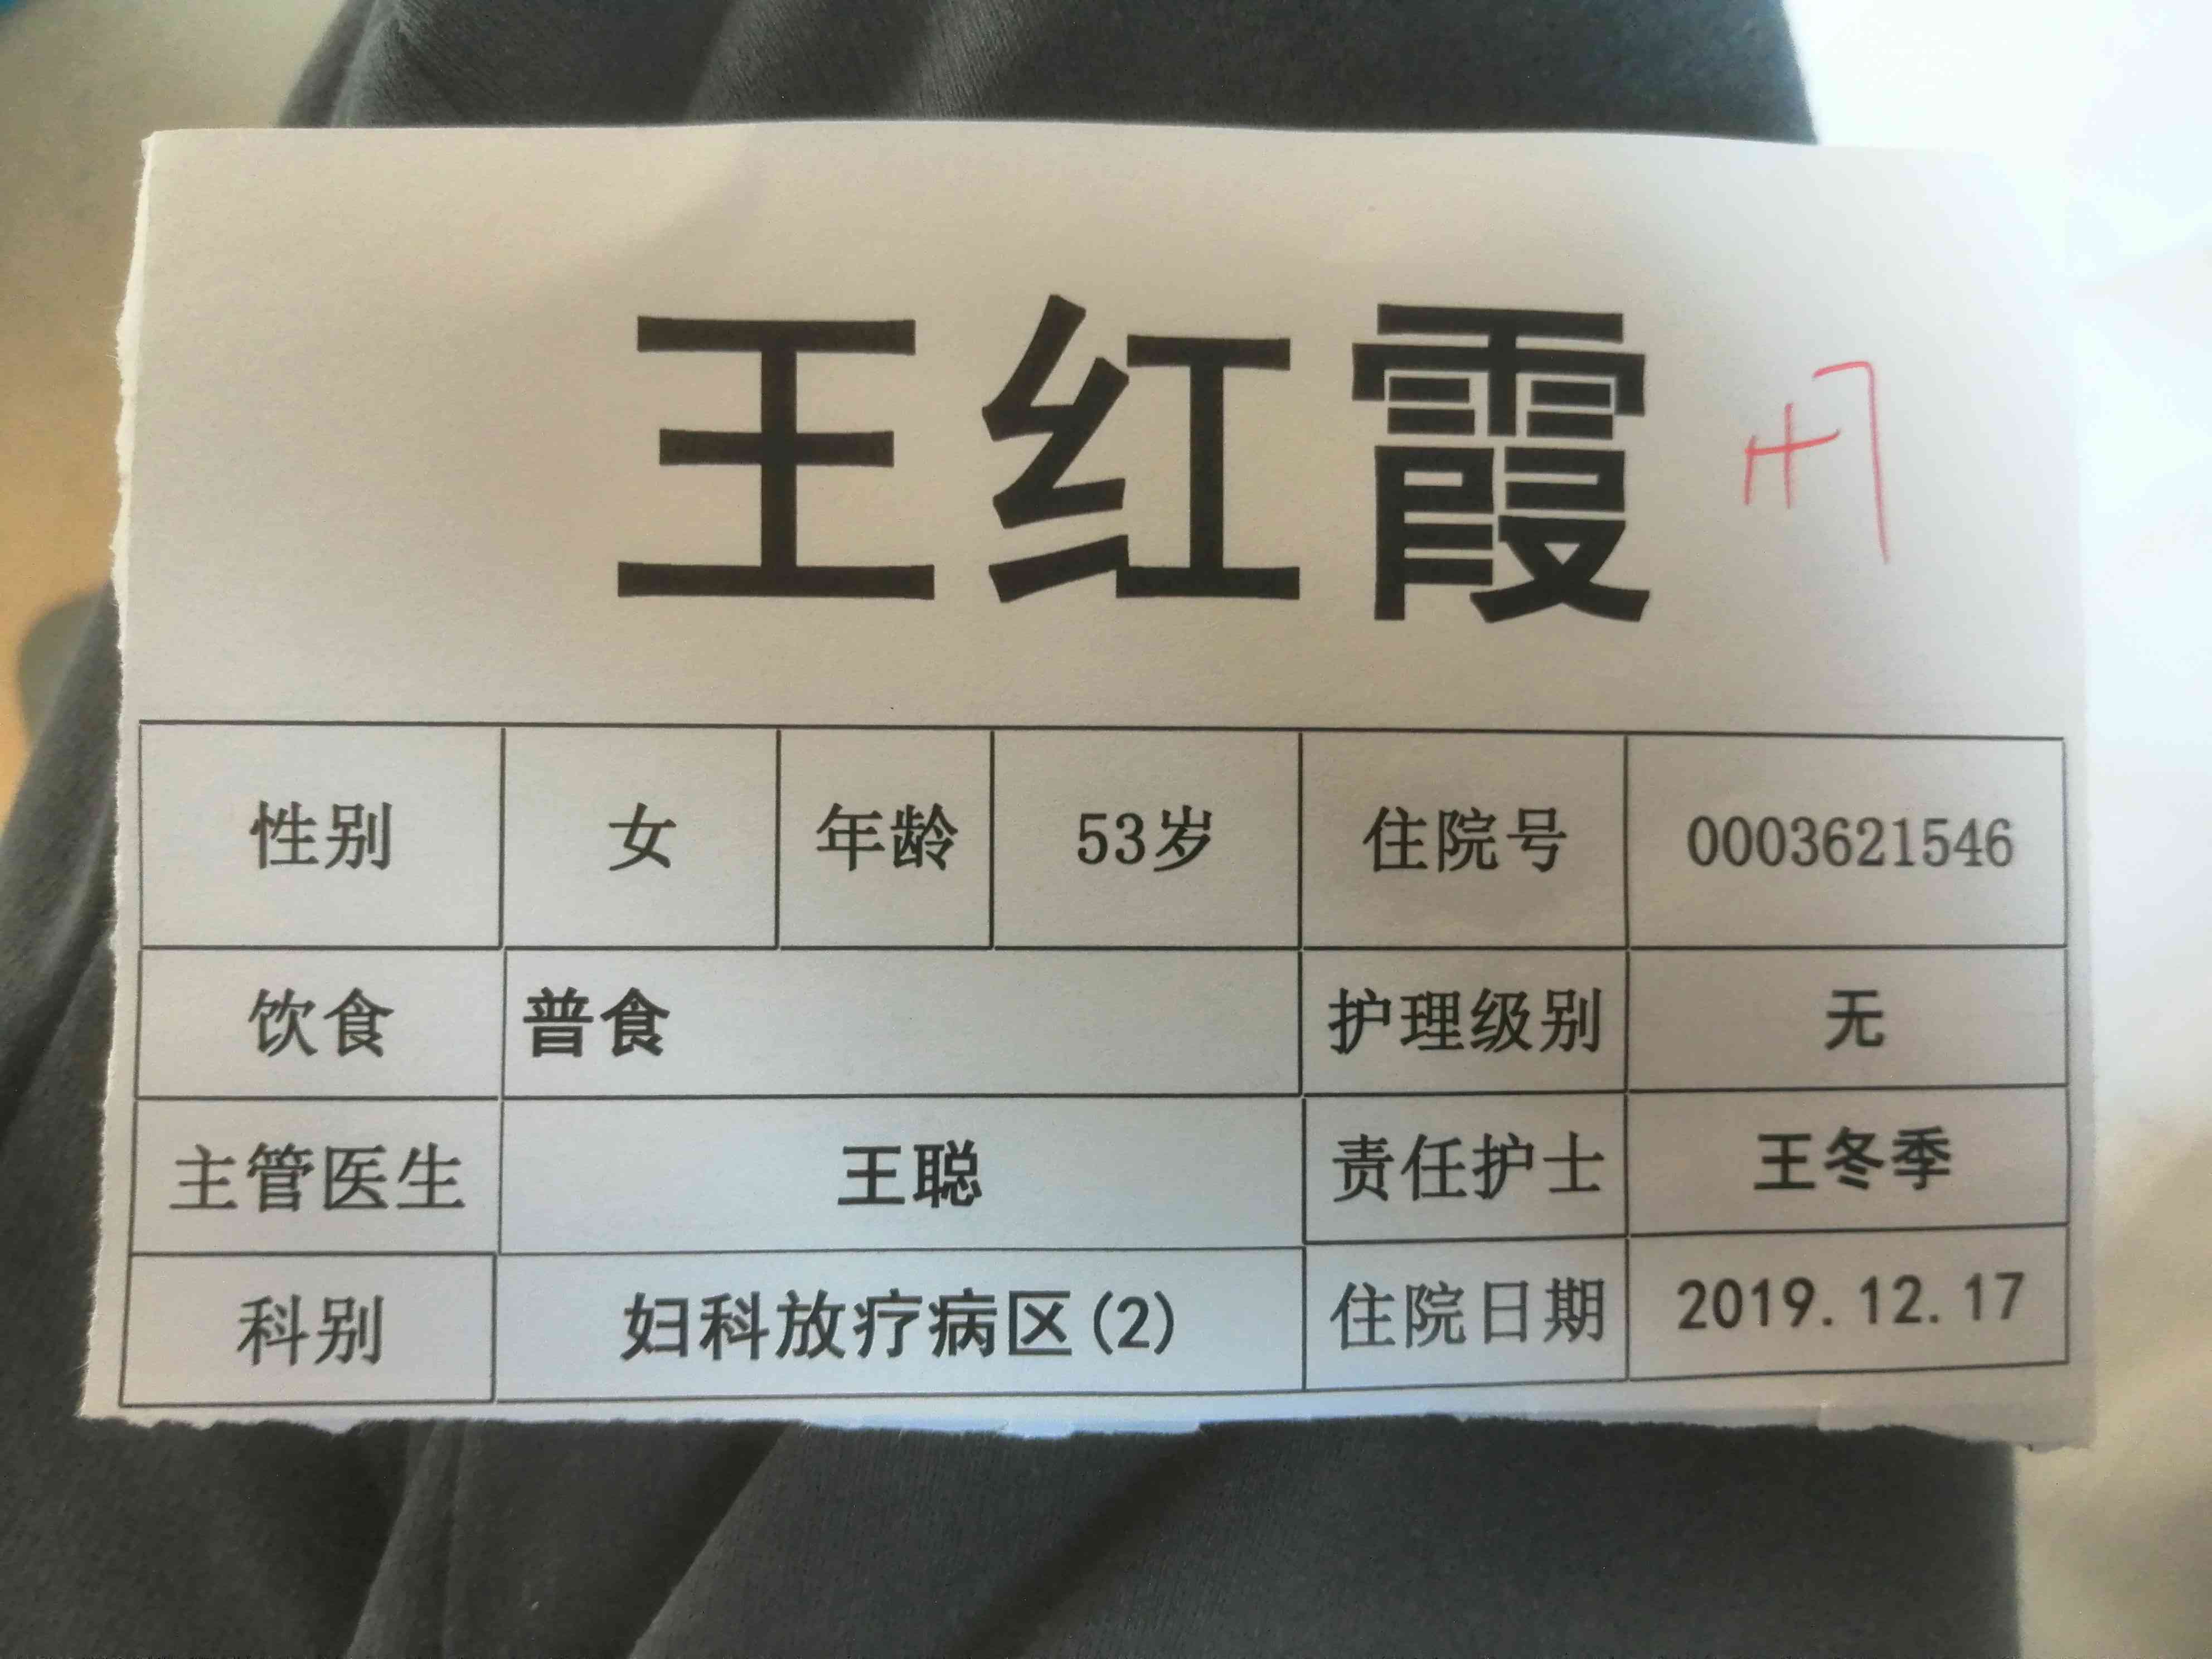 王红霞
性别 女 年龄 53岁 住院号 0003621546
饮食 普食 护理级别 无
主管医生 王聪 责任护士 王冬季
科别 妇科放疗病区(2) 住院日期 2019.12.17